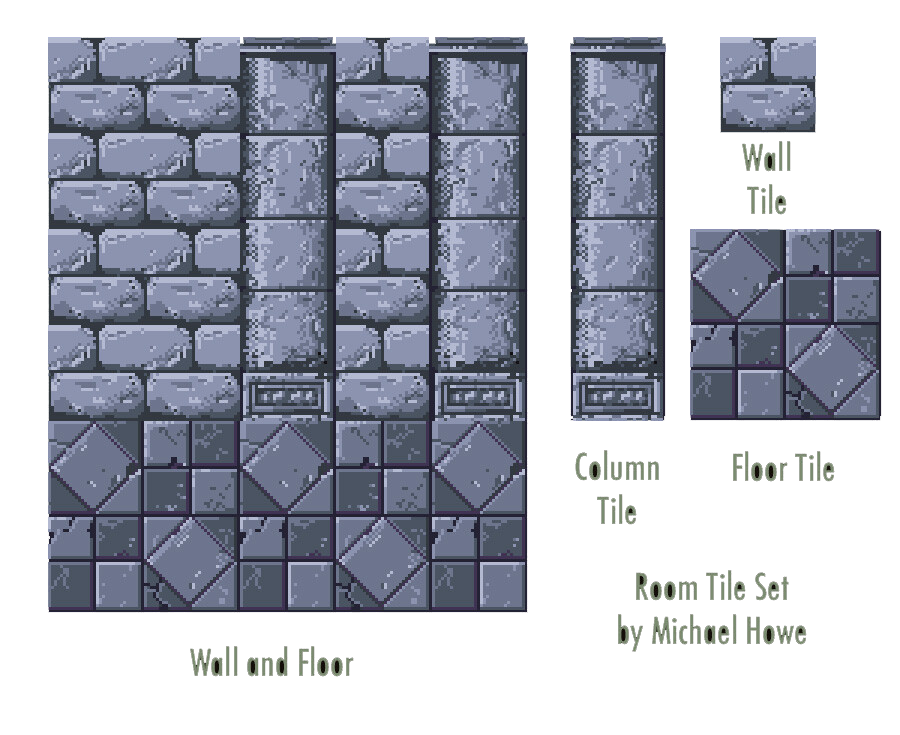 Wall
Tile
Column
Tile
Floor Tile
Room Tile Set
by Michael Howe
Wall and Floor